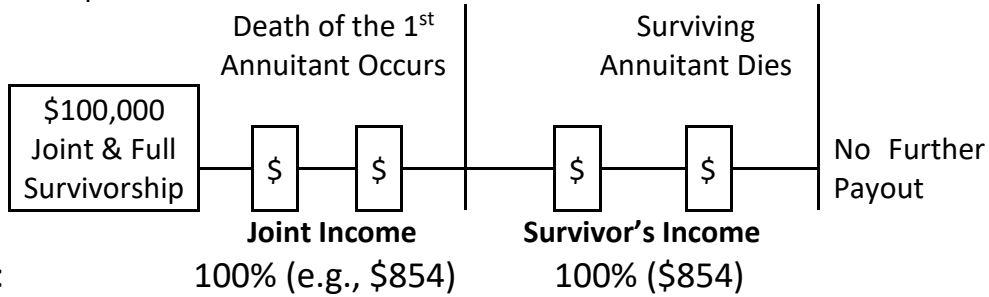 Death of the 1st
Annuitant Occurs
Surviving
Annuitant Dies
$100,000
Joint & Full
Survivorship
$
$
$
$
No Further
Payout
Joint Income
Survivor’s Income
:
100% (e.g., $854)
100% ($854)